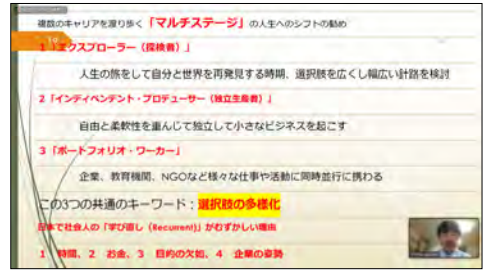 複数のキャリアを渡り歩く「マルチステージ」の人生へのシフトの勧め
1「エクスプローラー（探検者）」
人生の旅をして自分と世界を再発見する時期、選択肢を広くし幅広い針路を検討
2「インディペンデント・プロデューサー（独立生産者）」
自由と柔軟性を重んじて独立して小さなビジネスを起こす
3「ポートフォリオ・ワーカー」
企業、教育機関、NGOなど様々な仕事や活動に同時並行に携わる
この3つの共通のキーワード：選択肢の多様化
日本で社会人の「学び直し（Recurrent)」がむずかしい理由
1 時間、2 お金、3 目的の欠如、4 企業の姿勢